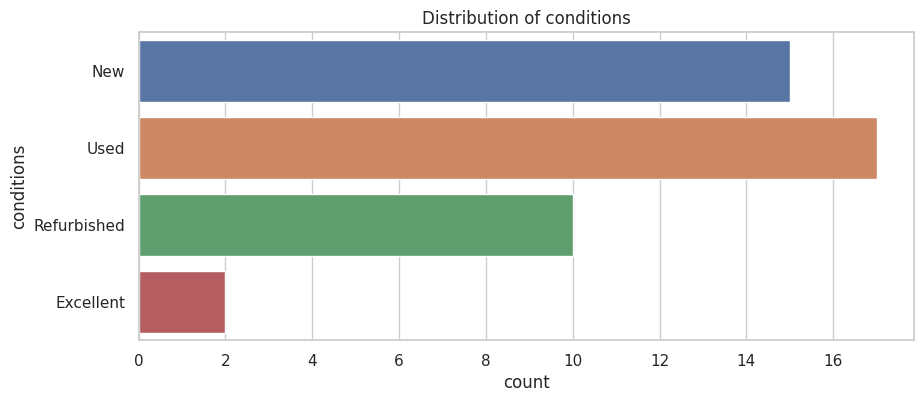 Distribution of conditions
conditions
New
Used
Refurbished
Excellent
0 2 4 6 8 10 12 14 16
count